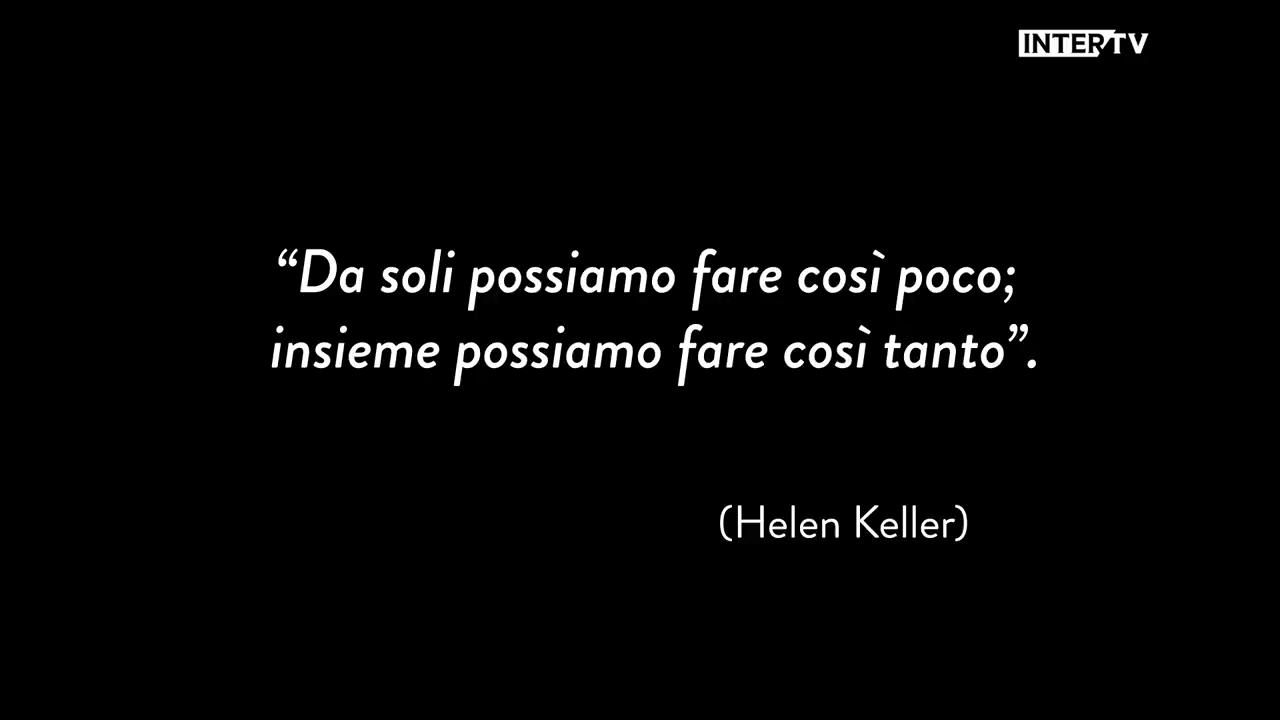 INTER TV
“Da soli possiamo fare così poco;
insieme possiamo fare così tanto”.
(Helen Keller)